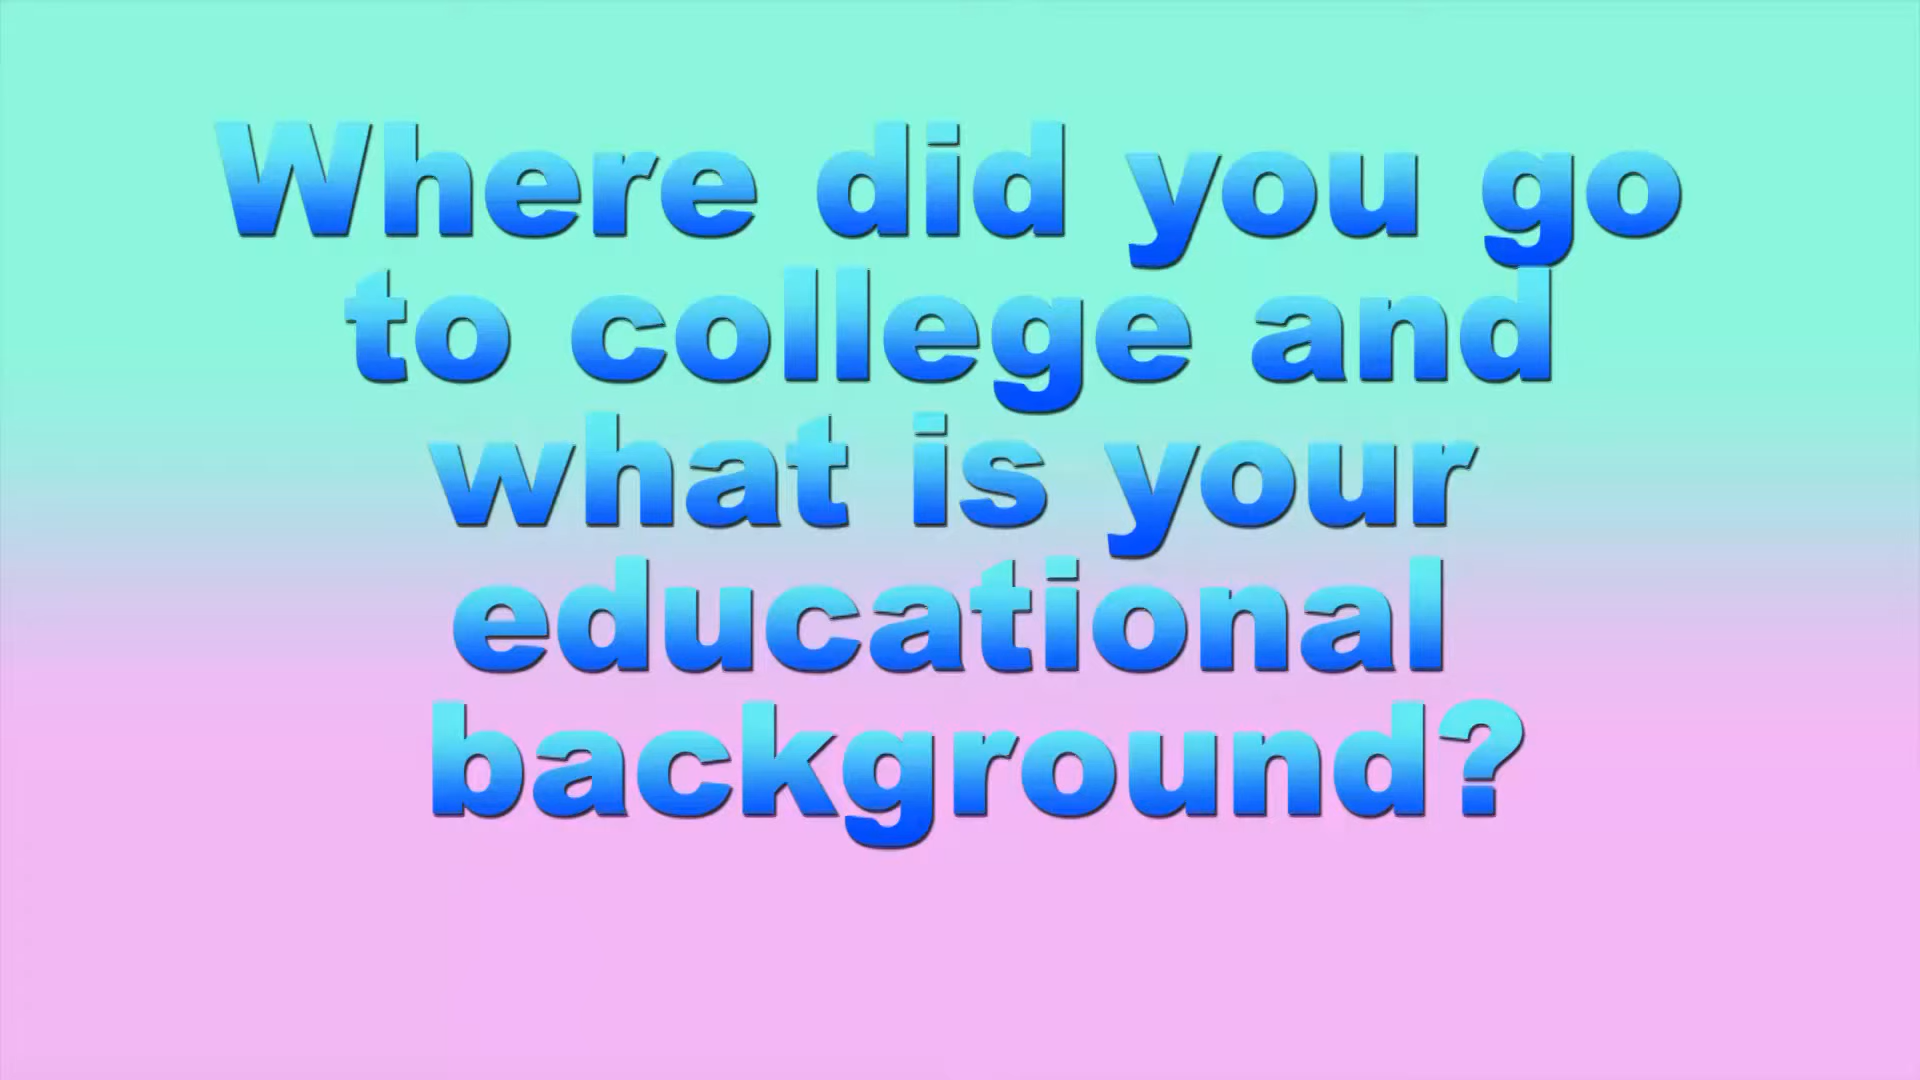 Where did you go
to college and
what is your
educational
background?